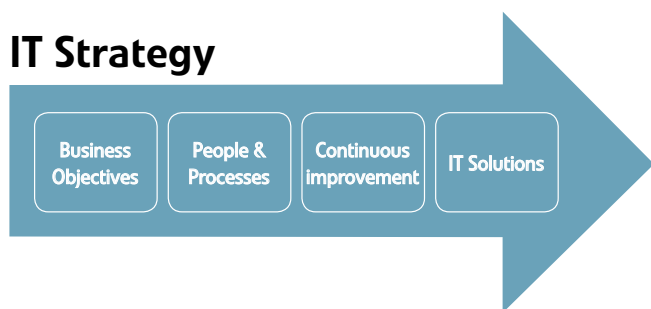 IT Strategy
Business
Objectives
People &
Processes
Continuous
improvement
IT Solutions